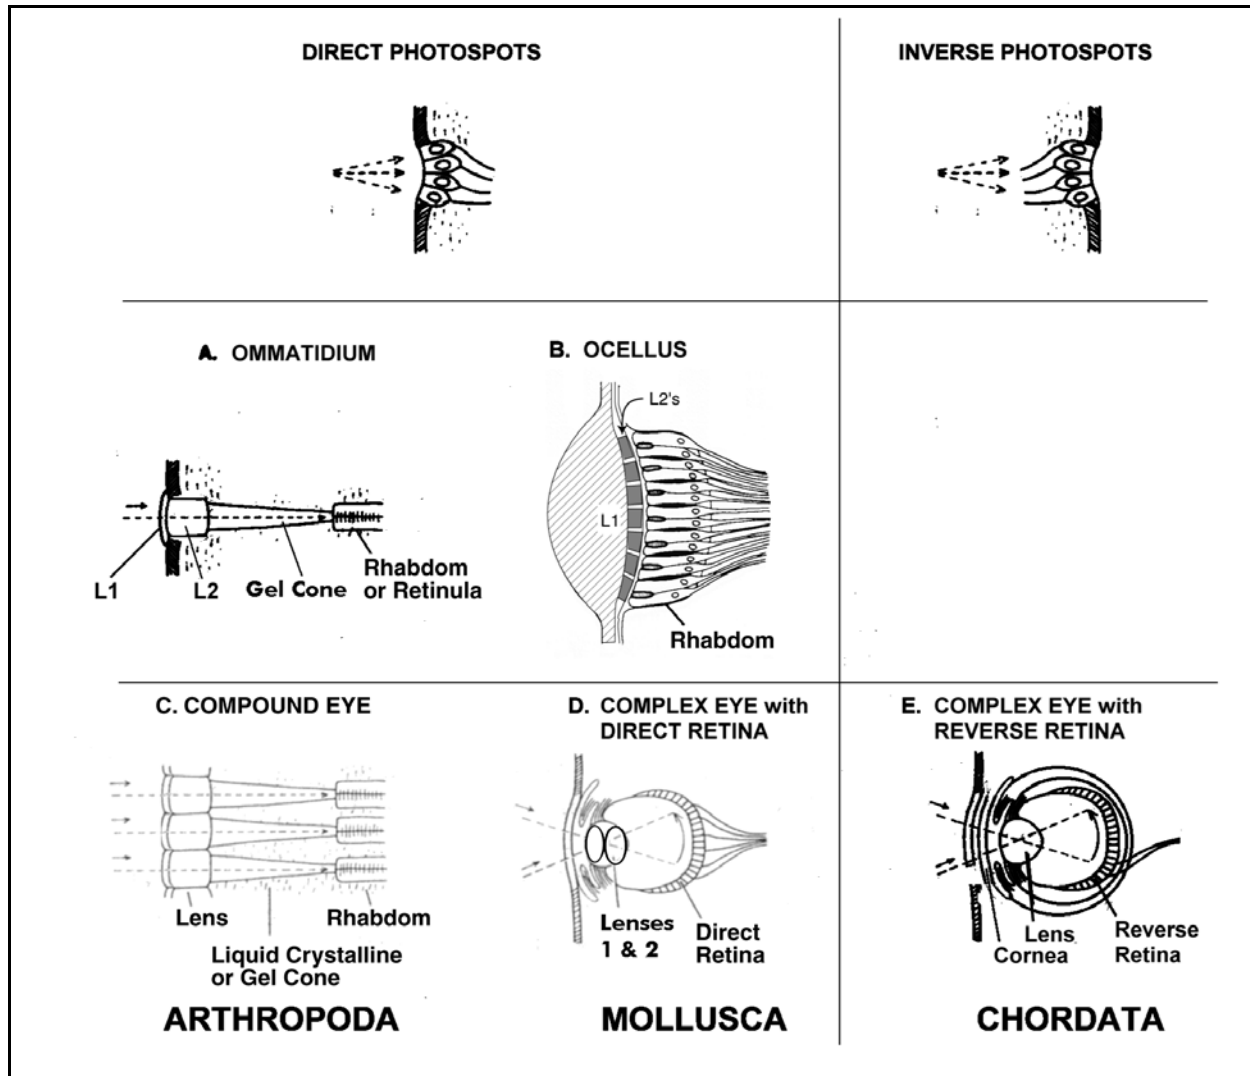 DIRECT PHOTOSPOTS
INVERSE PHOTOSPOTS
A. OMMATIDIUM
L1
L2
Gel Cone
Rhabdom
or Retinula
B. OCELLUS
L2's
L1
Rhabdom
C. COMPOUND EYE
Lens
Rhabdom
Liquid Crystalline
or Gel Cone
D. COMPLEX EYE with
DIRECT RETINA
Lenses
1 & 2
Direct
Retina
E. COMPLEX EYE with
REVERSE RETINA
Lens
Cornea
Reverse
Retina
ARTHROPODA
MOLLUSCA
CHORDATA